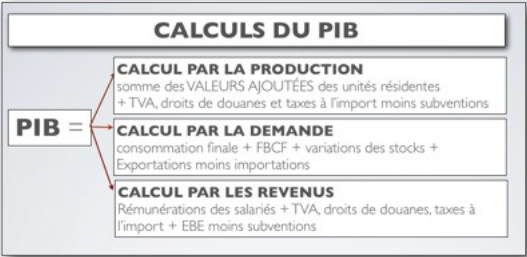 CALCULS DU PIB
CALCUL PAR LA PRODUCTION
somme des VALEURS AJOUTÉES des unités résidentes
+ TVA, droits de douanes et taxes à l'import moins subventions
PIB =
CALCUL PAR LA DEMANDE
consommation finale + FBCF + variations des stocks +
Exportations moins importations
CALCUL PAR LES REVENUS
Rémunérations des salariés + TVA, droits de douanes, taxes à
l'import + EBE moins subventions